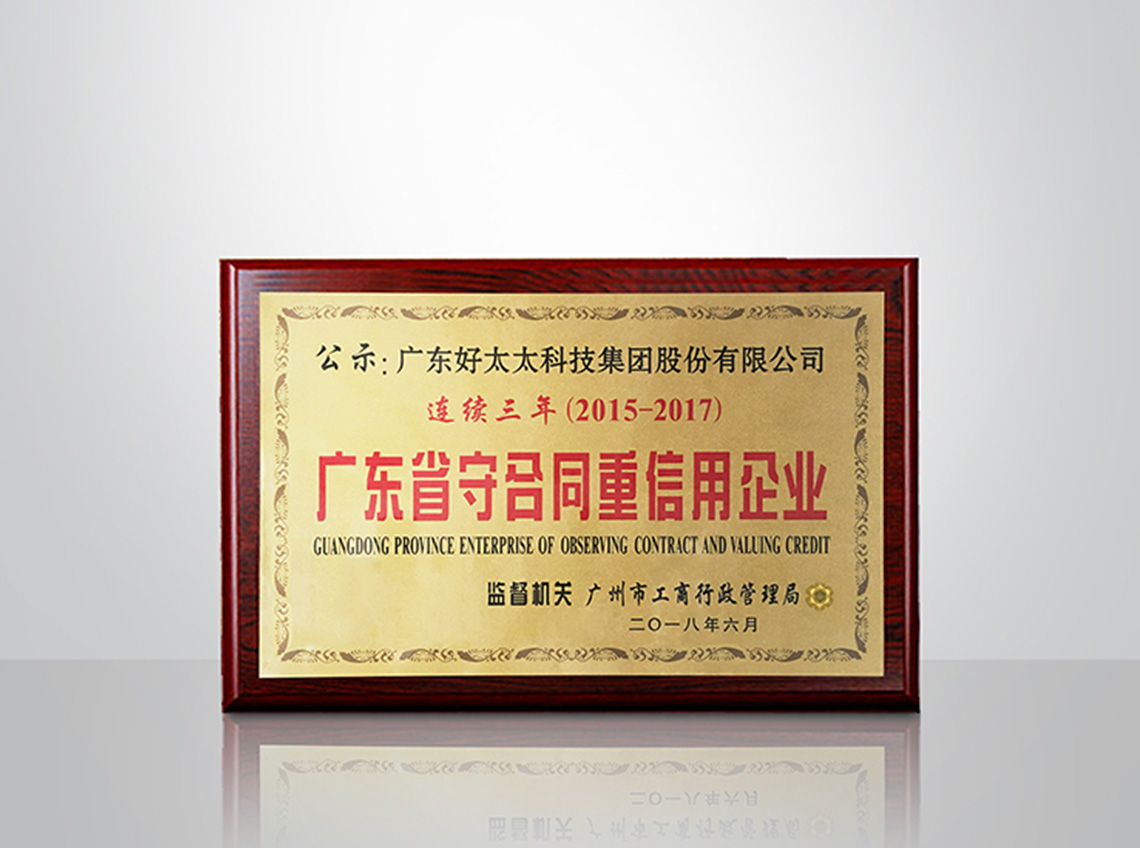 公示：广东好太太科技集团股份有限公司
连续三年(2015-2017)
广东省守合同重信用企业
GUANGDONG PROVINCE ENTERPRISE OF OBSERVING CONTRACT AND VALUING CREDIT
监督机关 广州市工商行政管理局
二〇一八年六月